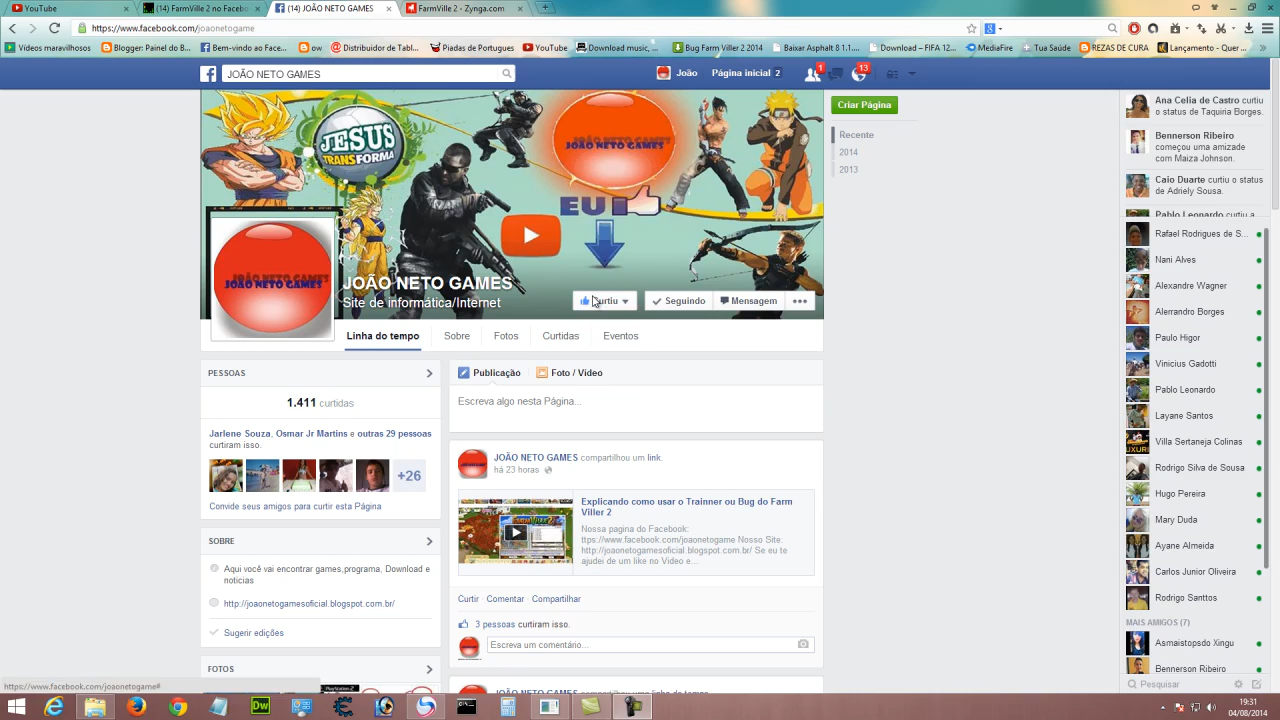 YouTube
(14) FarmVille 2 no Facebo...
(14) JOÃO NETO GAMES
FarmVille 2 - Zynga.com
https://www.facebook.com/joaonetogame
Vídeos maravilhosos
Blogger: Painel do B...
Bem-vindo ao Face...
ow
Distribuidor de Tabl...
Piadas de Portugues
YouTube
Download music, ...
Bug Farm Viller 2 2014
Baixar Asphalt 8 1.1....
Download – FIFA 12...
MediaFire
Tua Saúde
REZAS DE CURA
Lançamento - Quer ...
JOÃO NETO GAMES
João
Página inicial 2
1
13
JESUS
TRANSFORMA
JOÃO NETO GAMES
EU
JOÃO NETO GAMES
JOÃO NETO GAMES
Site de informática/Internet
Seguindo
Mensagem
Linha do tempo
Sobre
Fotos
Curtidas
Eventos
Criar Página
Recente
2014
2013
PESSOAS
1.411 curtidas
Jarlene Souza, Osmar Jr Martins e outras 29 pessoas
curtiram isso.
+26
Convide seus amigos para curtir esta Página
SOBRE
Aqui você vai encontrar games,programa, Download e
noticias
http://joaonetogamesoficial.blogspot.com.br/
Sugerir edições
FOTOS
Publicação
Foto / Vídeo
Escreva algo nesta Página...
JOÃO NETO GAMES compartilhou um link.
há 23 horas
Explicando como usar o Trainner ou Bug do Farm
Viller 2
Nossa pagina do Facebook:
ttps://www.facebook.com/joaonetogame Nosso Site:
http://joaonetogamesoficial.blogspot.com.br/ Se eu te
ajudei de um like no Video e...
Curtir · Comentar · Compartilhar
3 pessoas curtiram isso.
Escreva um comentário...
JOÃO NETO GAMES compartilhou
Ana Celia de Castro curtiu
o status de Taquiria Borges.
Bennerson Ribeiro
começou uma amizade
com Maiza Johnson.
Caio Duarte curtiu o status
de Adriely Sousa.
Pablo Leonardo curtiu a
Rafael Rodrigues de S...
Nani Alves
Alexandre Wagner
Alerrandro Borges
Paulo Higor
Vinicius Gadotti
Pablo Leonardo
Layane Santos
Villa Sertaneja Colinas
Rodrigo Silva de Sousa
Hugo Pereira
Mary Duda
Ayane Almeida
Carlos Junior Oliveira
Rodrigo Santtos
MAIS AMIGOS (7)
Asmaistopdo Xingu
Bennerson Ribeiro
Pesquisar
https://www.facebook.com/joaonetogame#
Dw
19:31
04/08/2014